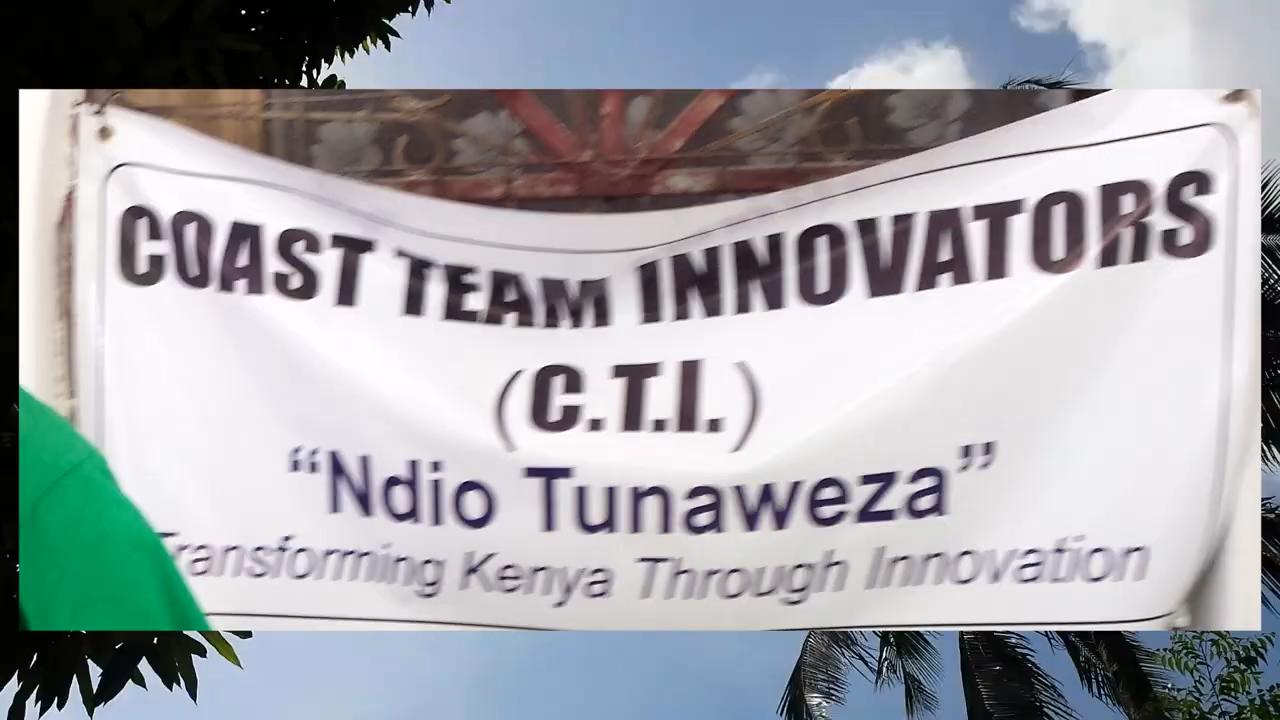 COAST TEAM INNOVATORS
(C.T.I.)
“Ndio Tunaweza”
Transforming Kenya Through Innovation